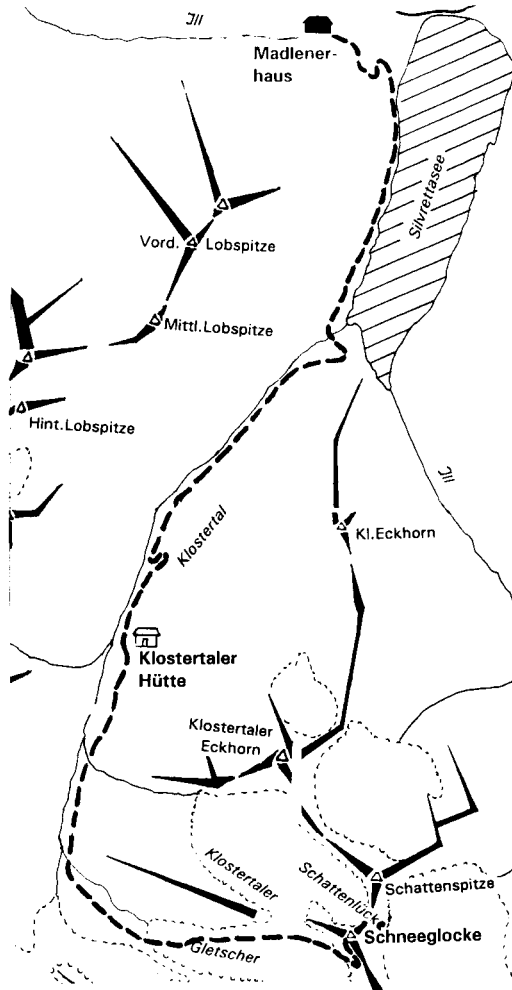 Ill
Madlener-
haus
Silvrettasee
Vord. Lobspitze
Mittl. Lobspitze
Hint. Lobspitze
Ill
Klostertal
Kl. Eckhorn
Klostertaler
Hütte
Klostertaler
Eckhorn
Klostertaler
Gletscher
Schattenlücke
Schattenspitze
Schneeglocke